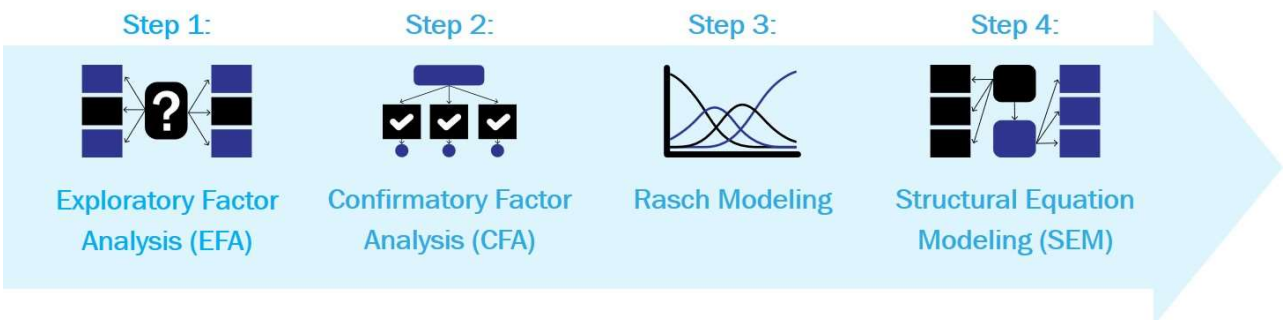 Step 1:
Exploratory Factor
Analysis (EFA)
Step 2:
Confirmatory Factor
Analysis (CFA)
Step 3:
Rasch Modeling
Step 4:
Structural Equation
Modeling (SEM)
?